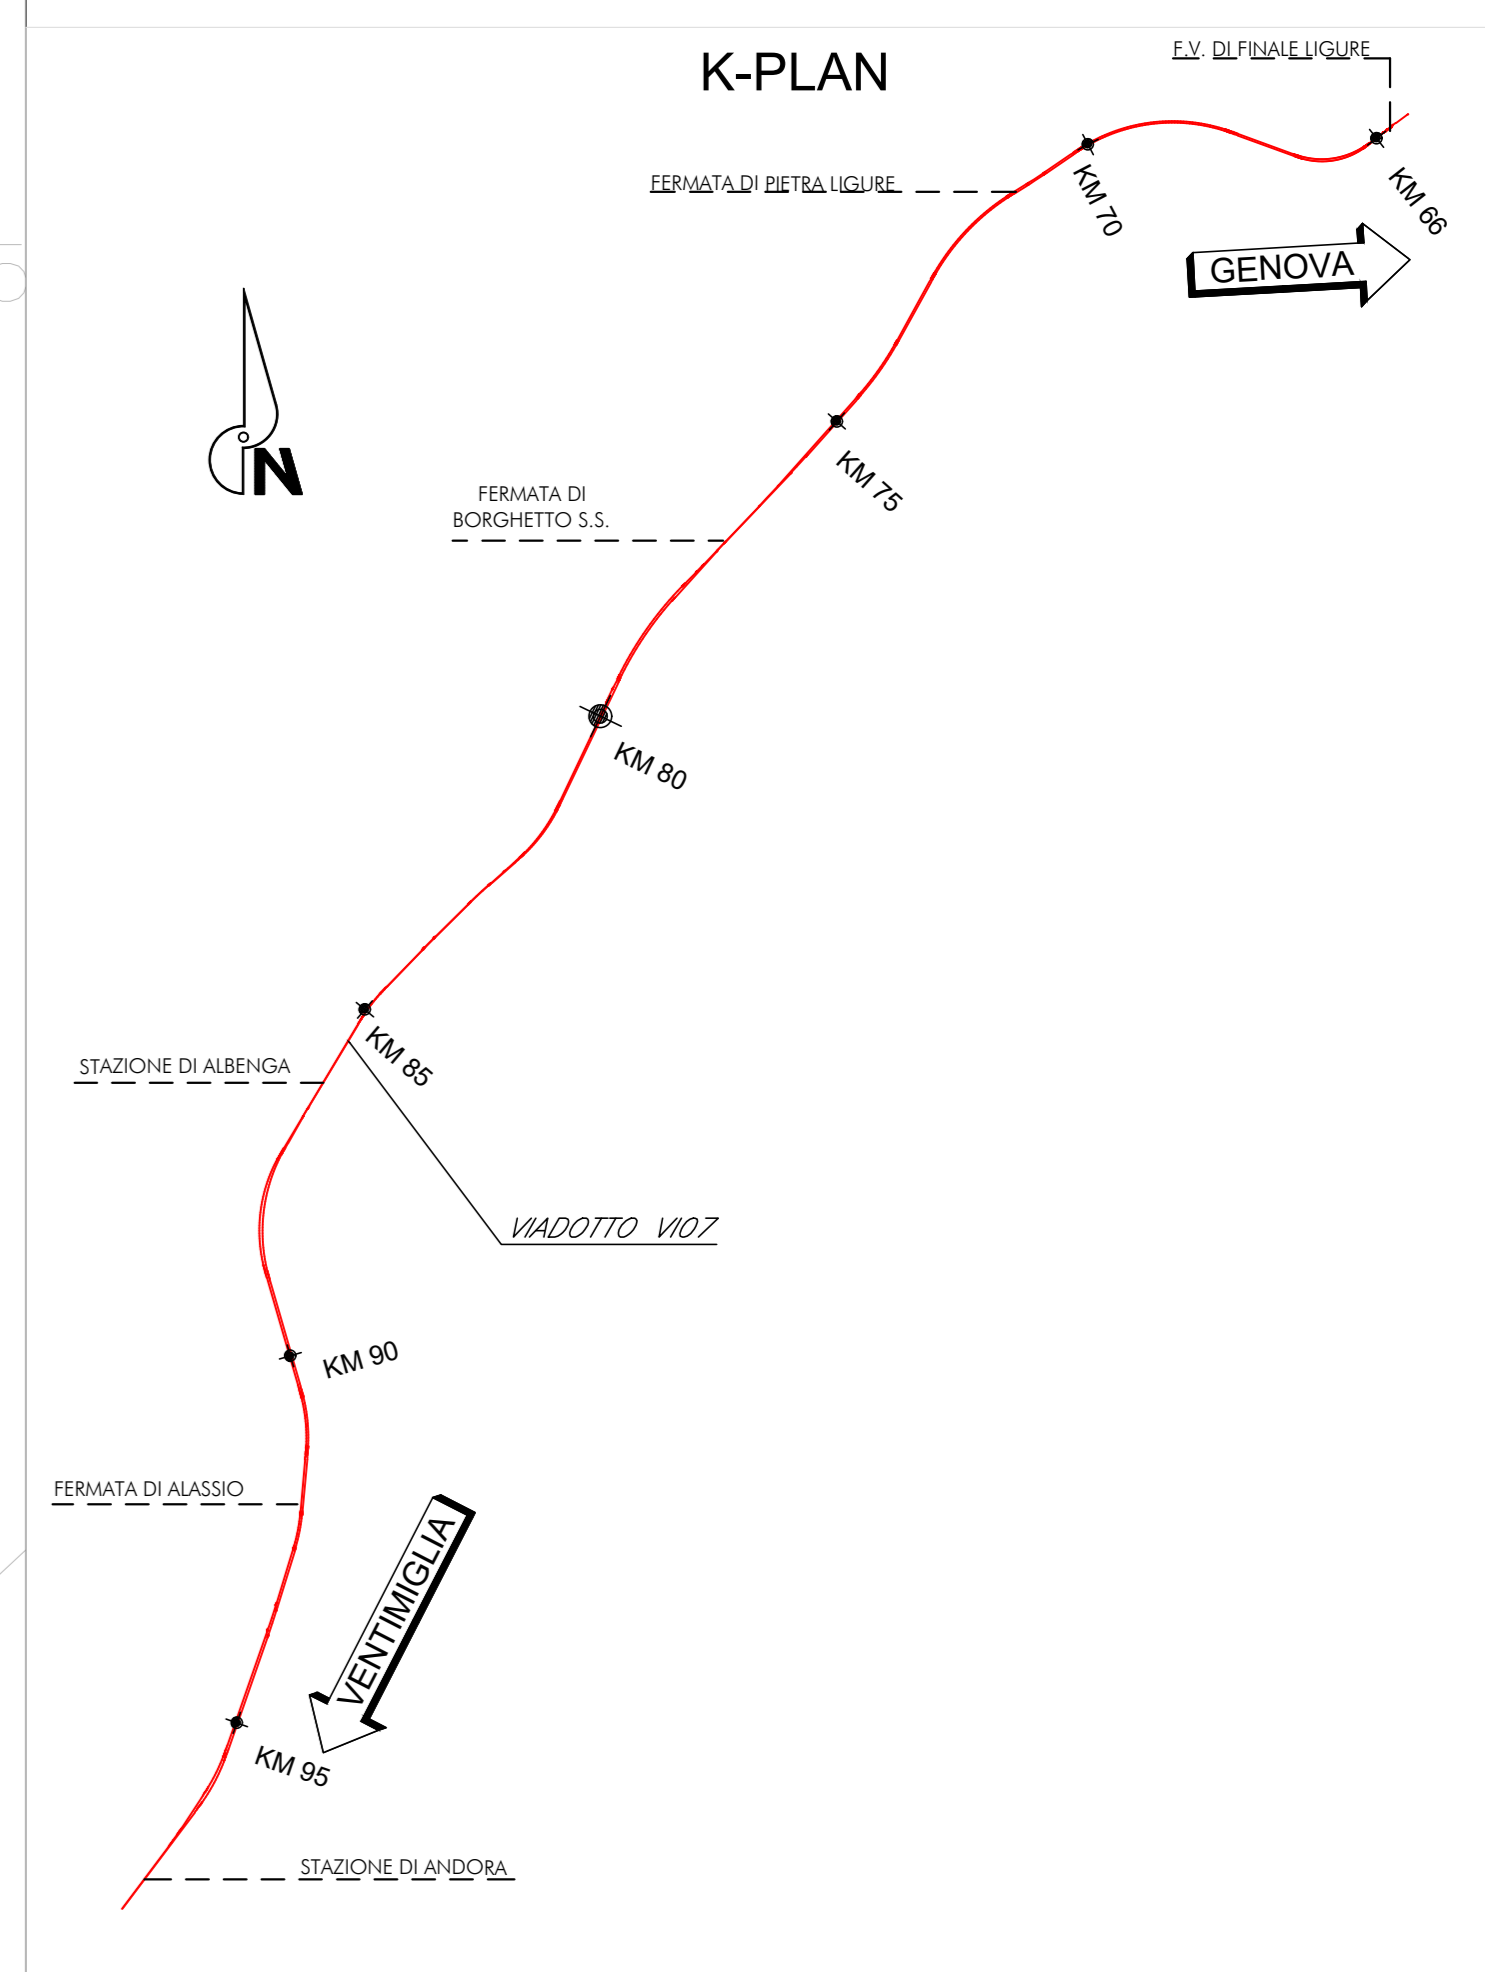 K-PLAN
F.V. DI FINALE LIGURE
FERMATA DI PIETRA LIGURE
KM 70
KM 66
GENOVA
N
KM 75
FERMATA DI
BORGHETTO S.S.
KM 80
KM 85
STAZIONE DI ALBENGA
VIADOTTO VI07
KM 90
FERMATA DI ALASSIO
VENTIMIGLIA
KM 95
STAZIONE DI ANDORA